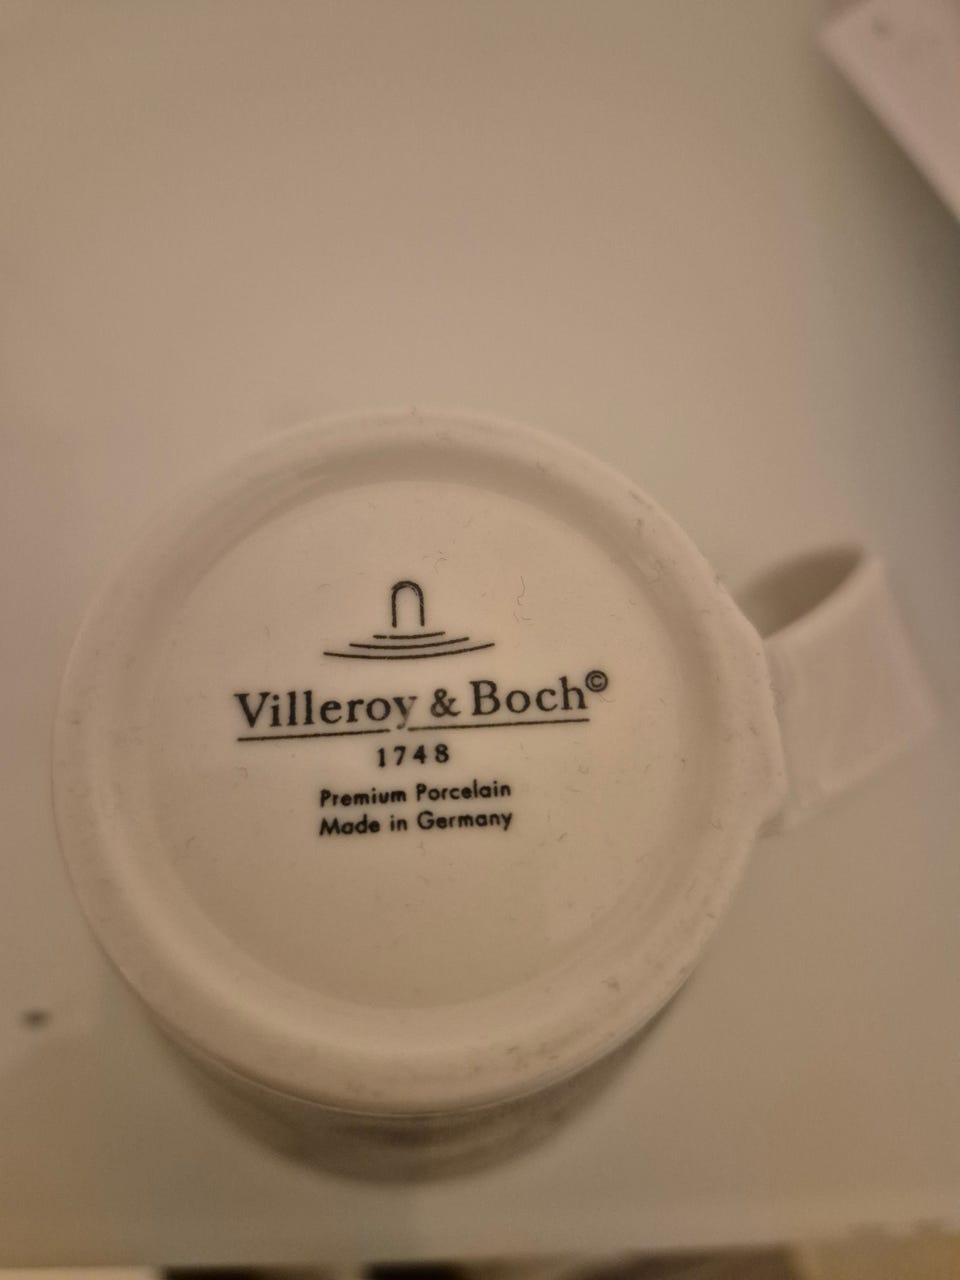 Villeroy & Boch©
1748
Premium Porcelain
Made in Germany